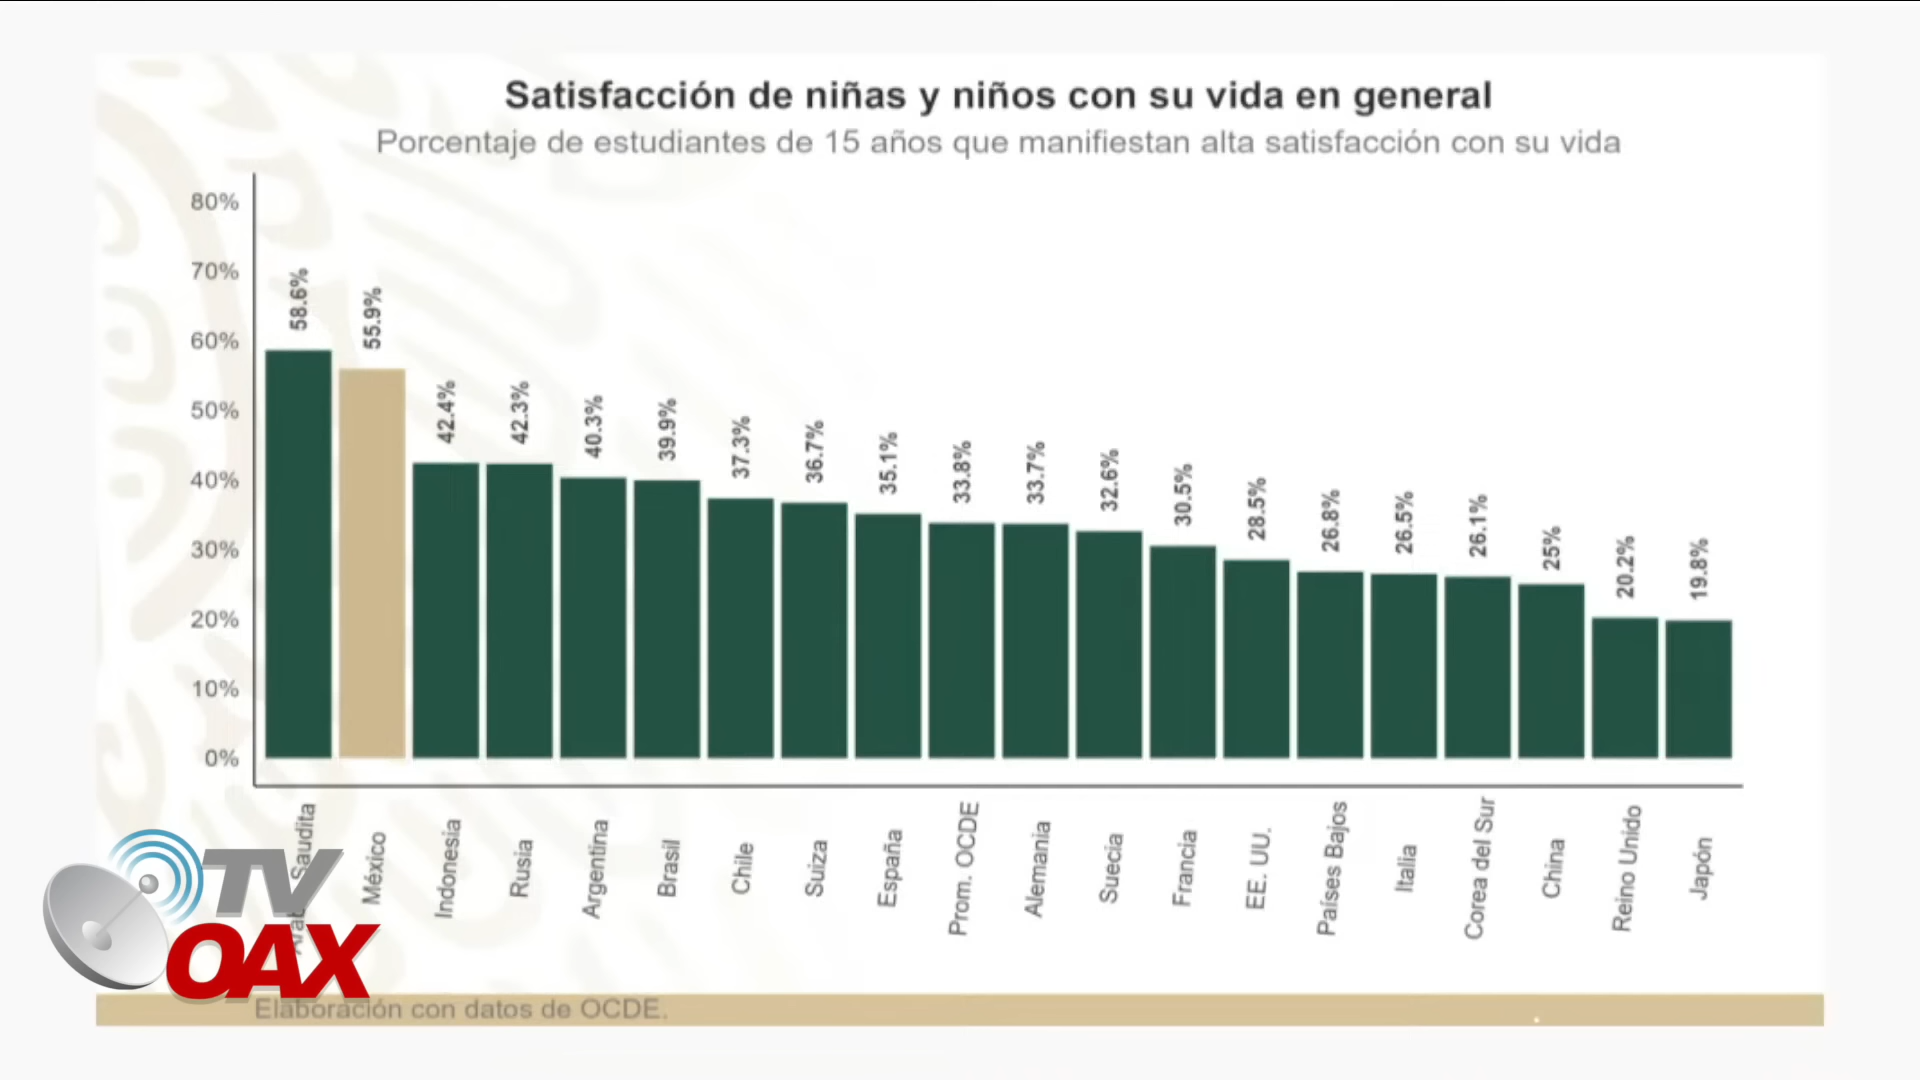 Satisfacción de niñas y niños con su vida en general
Porcentaje de estudiantes de 15 años que manifiestan alta satisfacción con su vida
80%
70%
60%
50%
40%
30%
20%
10%
0%
58.6%
55.9%
42.4%
42.3%
40.3%
39.9%
37.3%
36.7%
35.1%
33.8%
33.7%
32.6%
30.5%
28.5%
26.8%
26.5%
26.1%
25%
20.2%
19.8%
Saudita
México
Indonesia
Rusia
Argentina
Brasil
Chile
Suiza
España
Prom. OCDE
Alemania
Suecia
Francia
EE. UU.
Países Bajos
Italia
Corea del Sur
China
Reino Unido
Japón
TV
OAX
Elaboración con datos de OCDE.